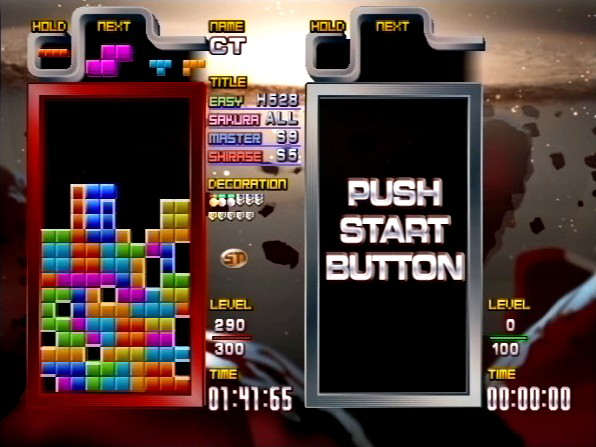 HOLD NEXT
NAME
CT
TITLE
EASY H528
SAKURA ALL
MASTER S9
SHIRASE S5
DECORATION
ST
LEVEL
290
300
TIME
01:41:65
HOLD NEXT
PUSH
START
BUTTON
LEVEL
0
100
TIME
00:00:00